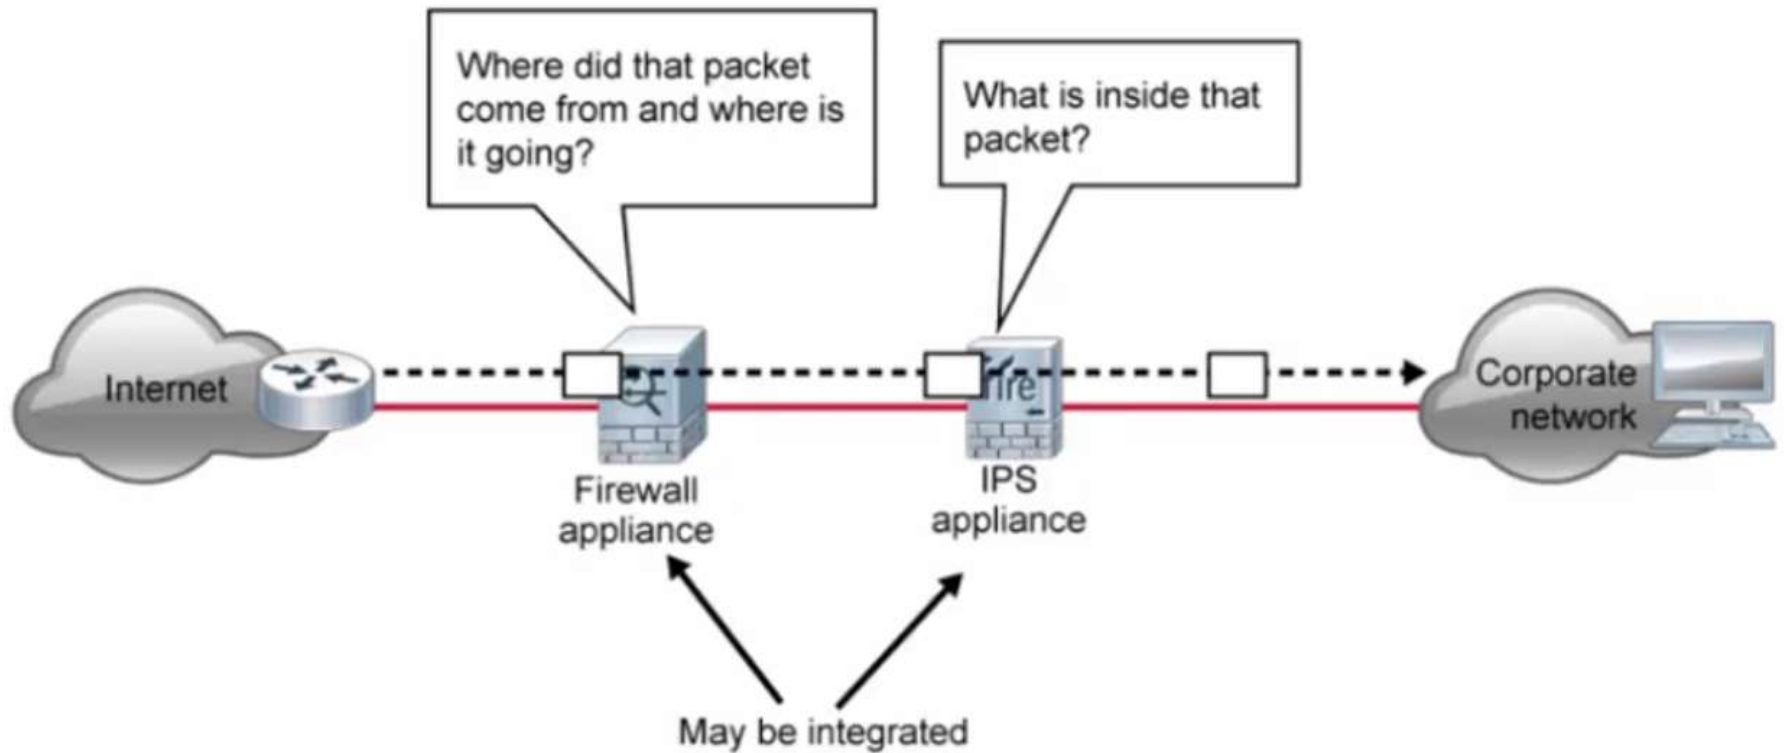 Where did that packet
come from and where is
it going?
What is inside that
packet?
Internet
Corporate
network
Firewall
appliance
IPS
appliance
May be integrated